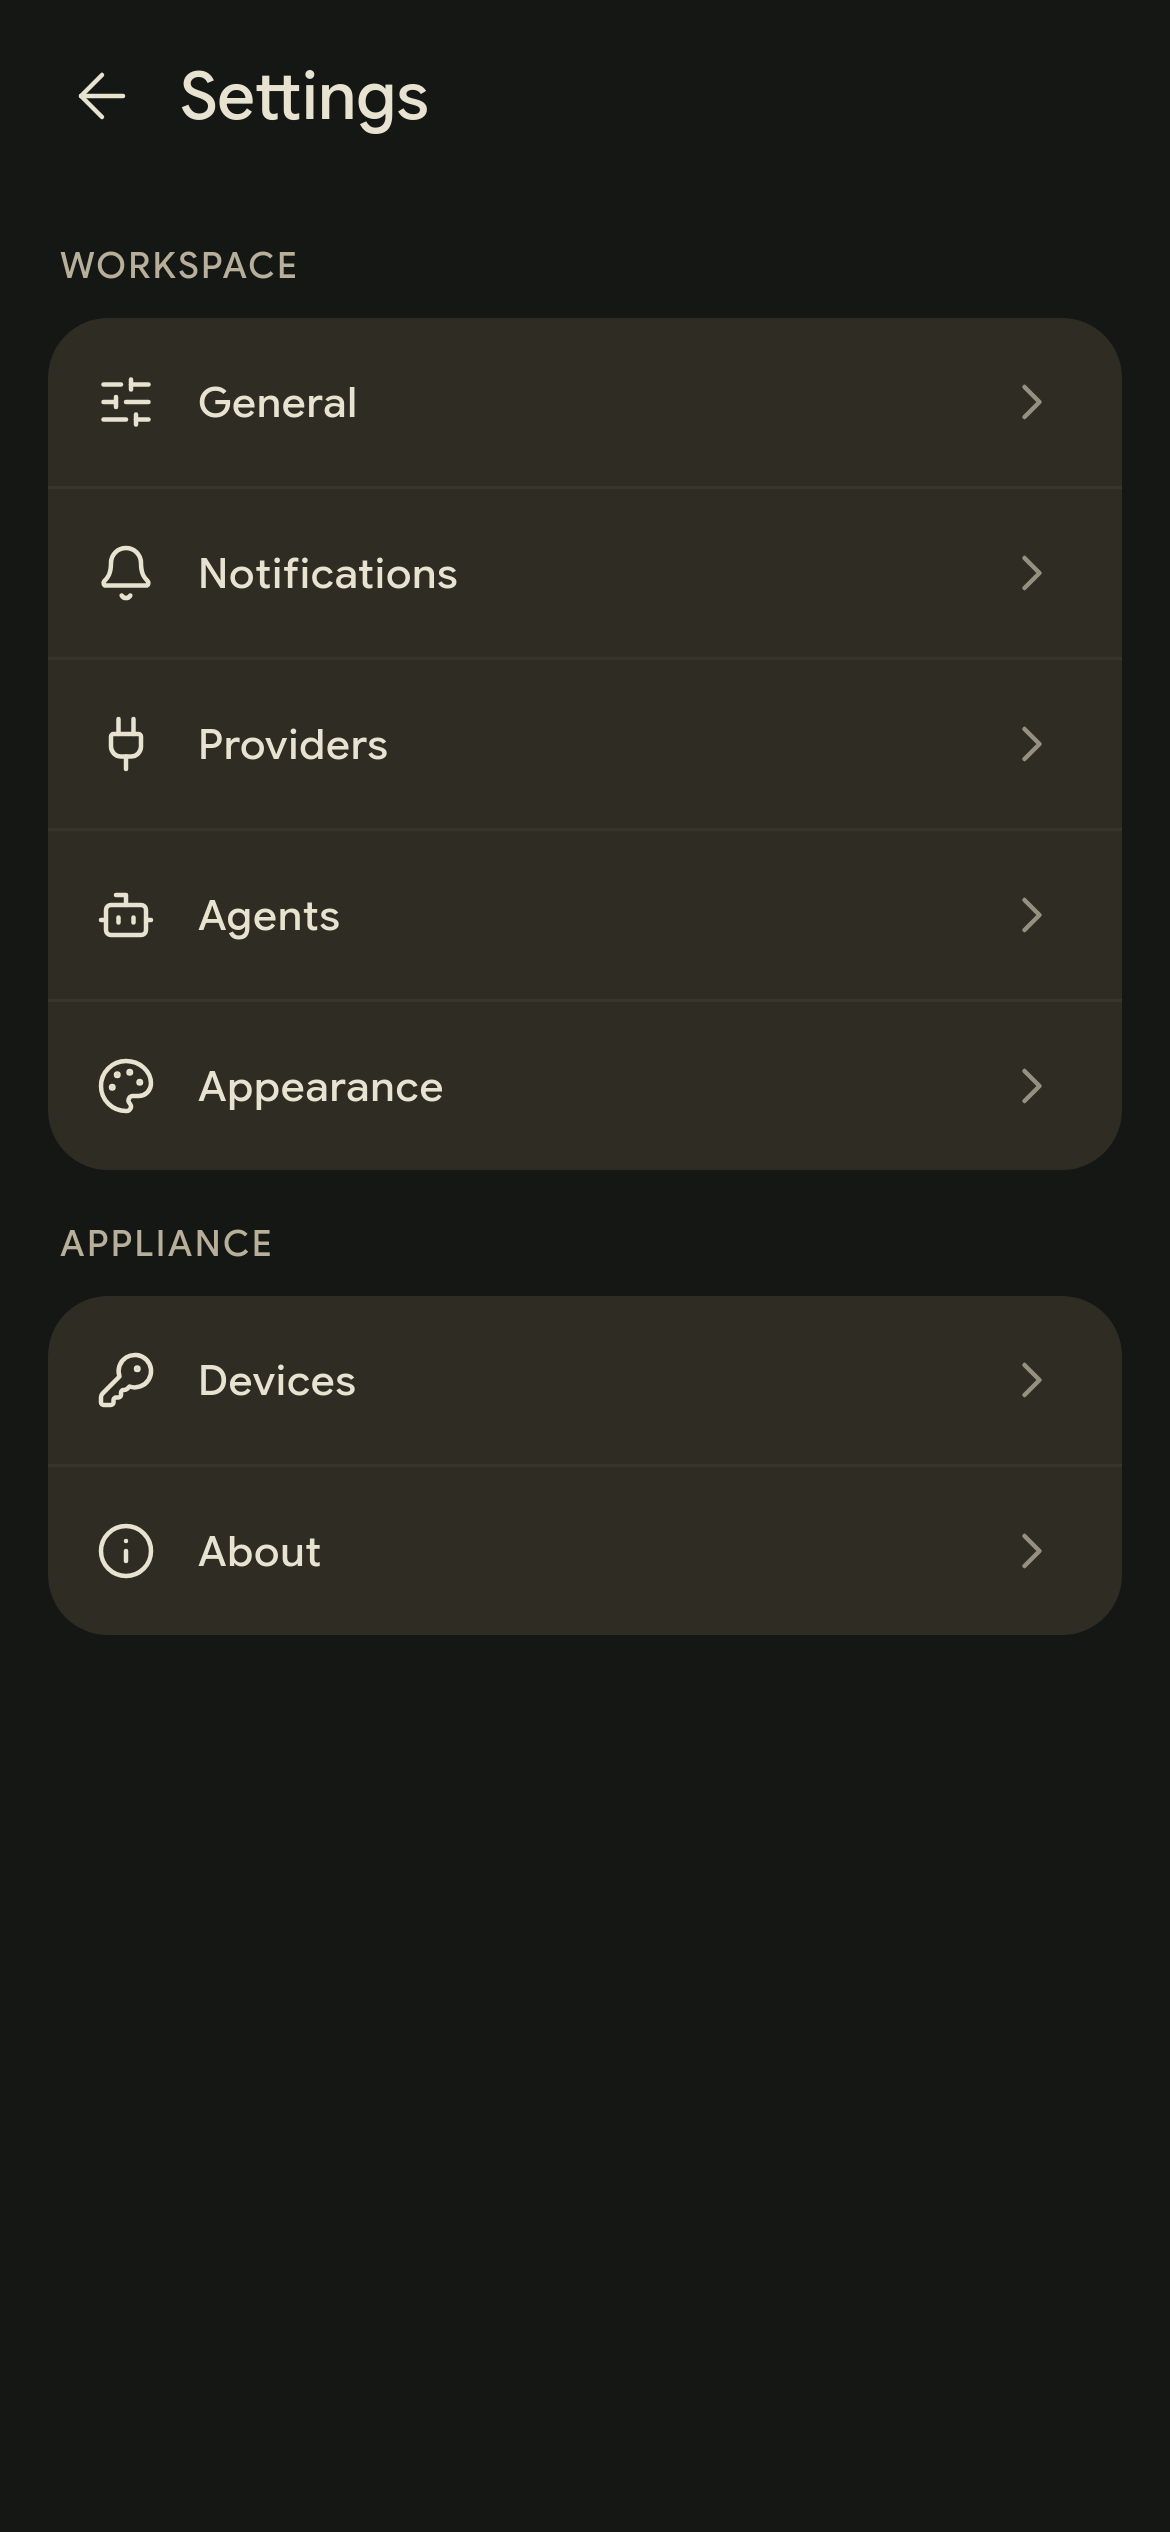 Settings
WORKSPACE
General
Notifications
Providers
Agents
Appearance
APPLIANCE
Devices
About